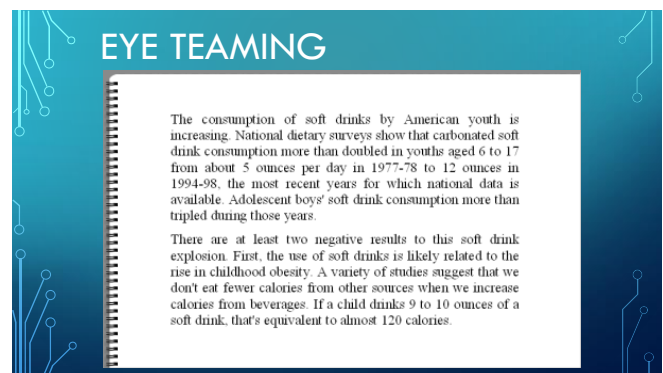 EYE TEAMING
The consumption of soft drinks by American youth is
increasing. National dietary surveys show that carbonated soft
drink consumption more than doubled in youths aged 6 to 17
from about 5 ounces per day in 1977-78 to 12 ounces in
1994-98, the most recent years for which national data is
available. Adolescent boys' soft drink consumption more than
tripled during those years.
There are at least two negative results to this soft drink
explosion. First, the use of soft drinks is likely related to the
rise in childhood obesity. A variety of studies suggest that we
don't eat fewer calories from other sources when we increase
calories from beverages. If a child drinks 9 to 10 ounces of a
soft drink, that's equivalent to almost 120 calories.